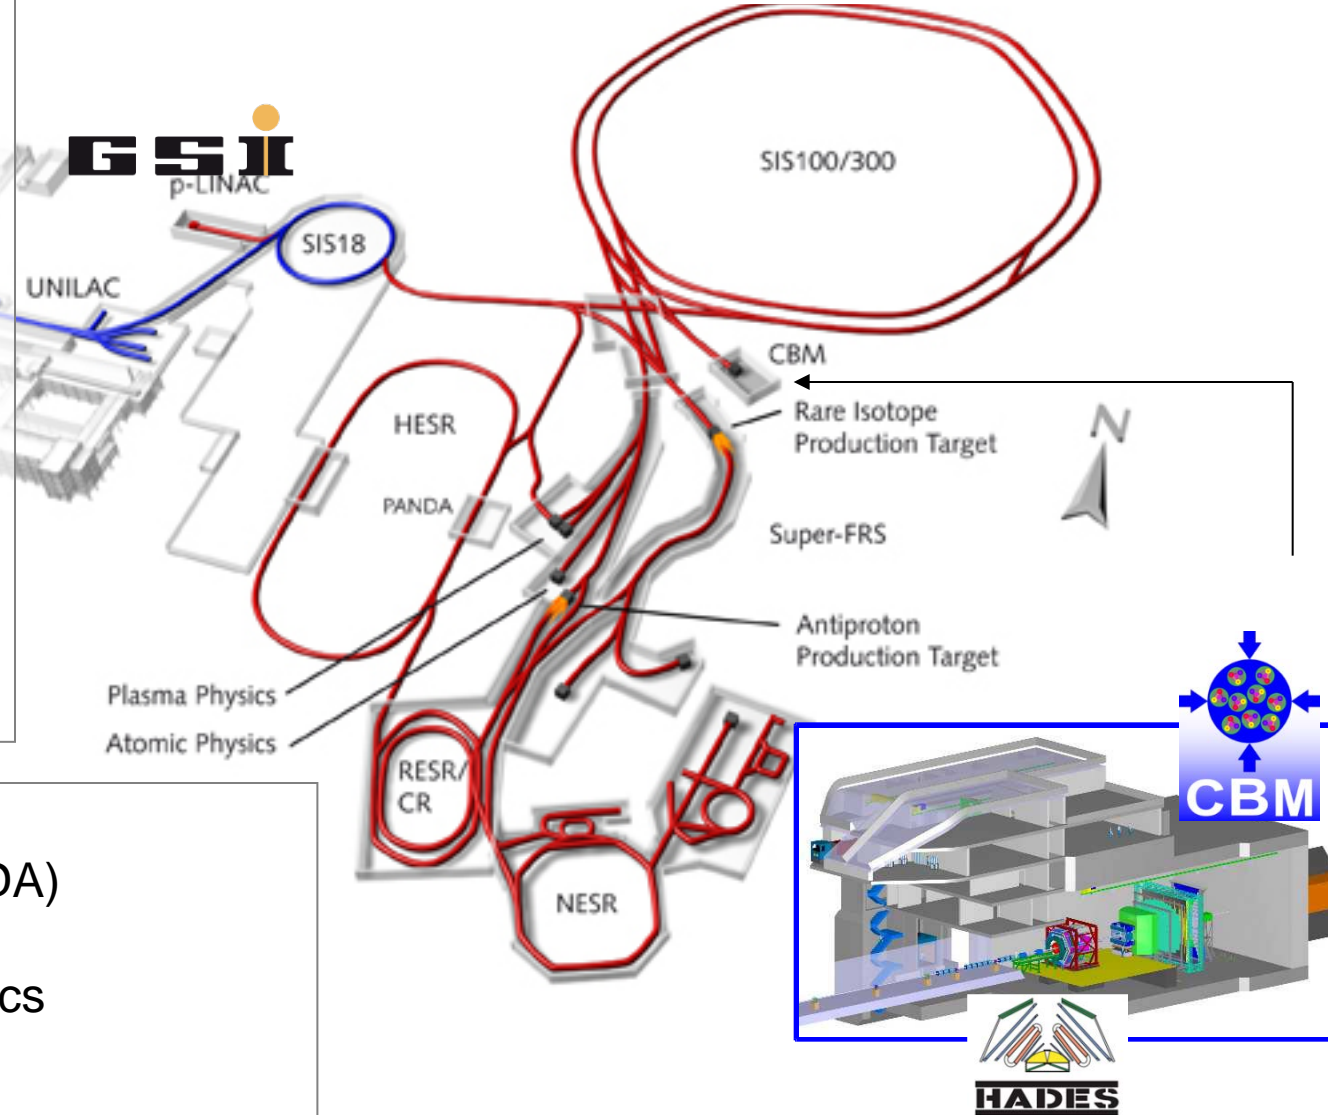 GSI
p-LINAC
SIS100/300
SIS18
UNILAC
CBM
Rare Isotope
Production Target
N
HESR
PANDA
Super-FRS
Antiproton
Production Target
Plasma Physics
Atomic Physics
RESR/
CR
CBM
DA)
NESR
cs
HADES